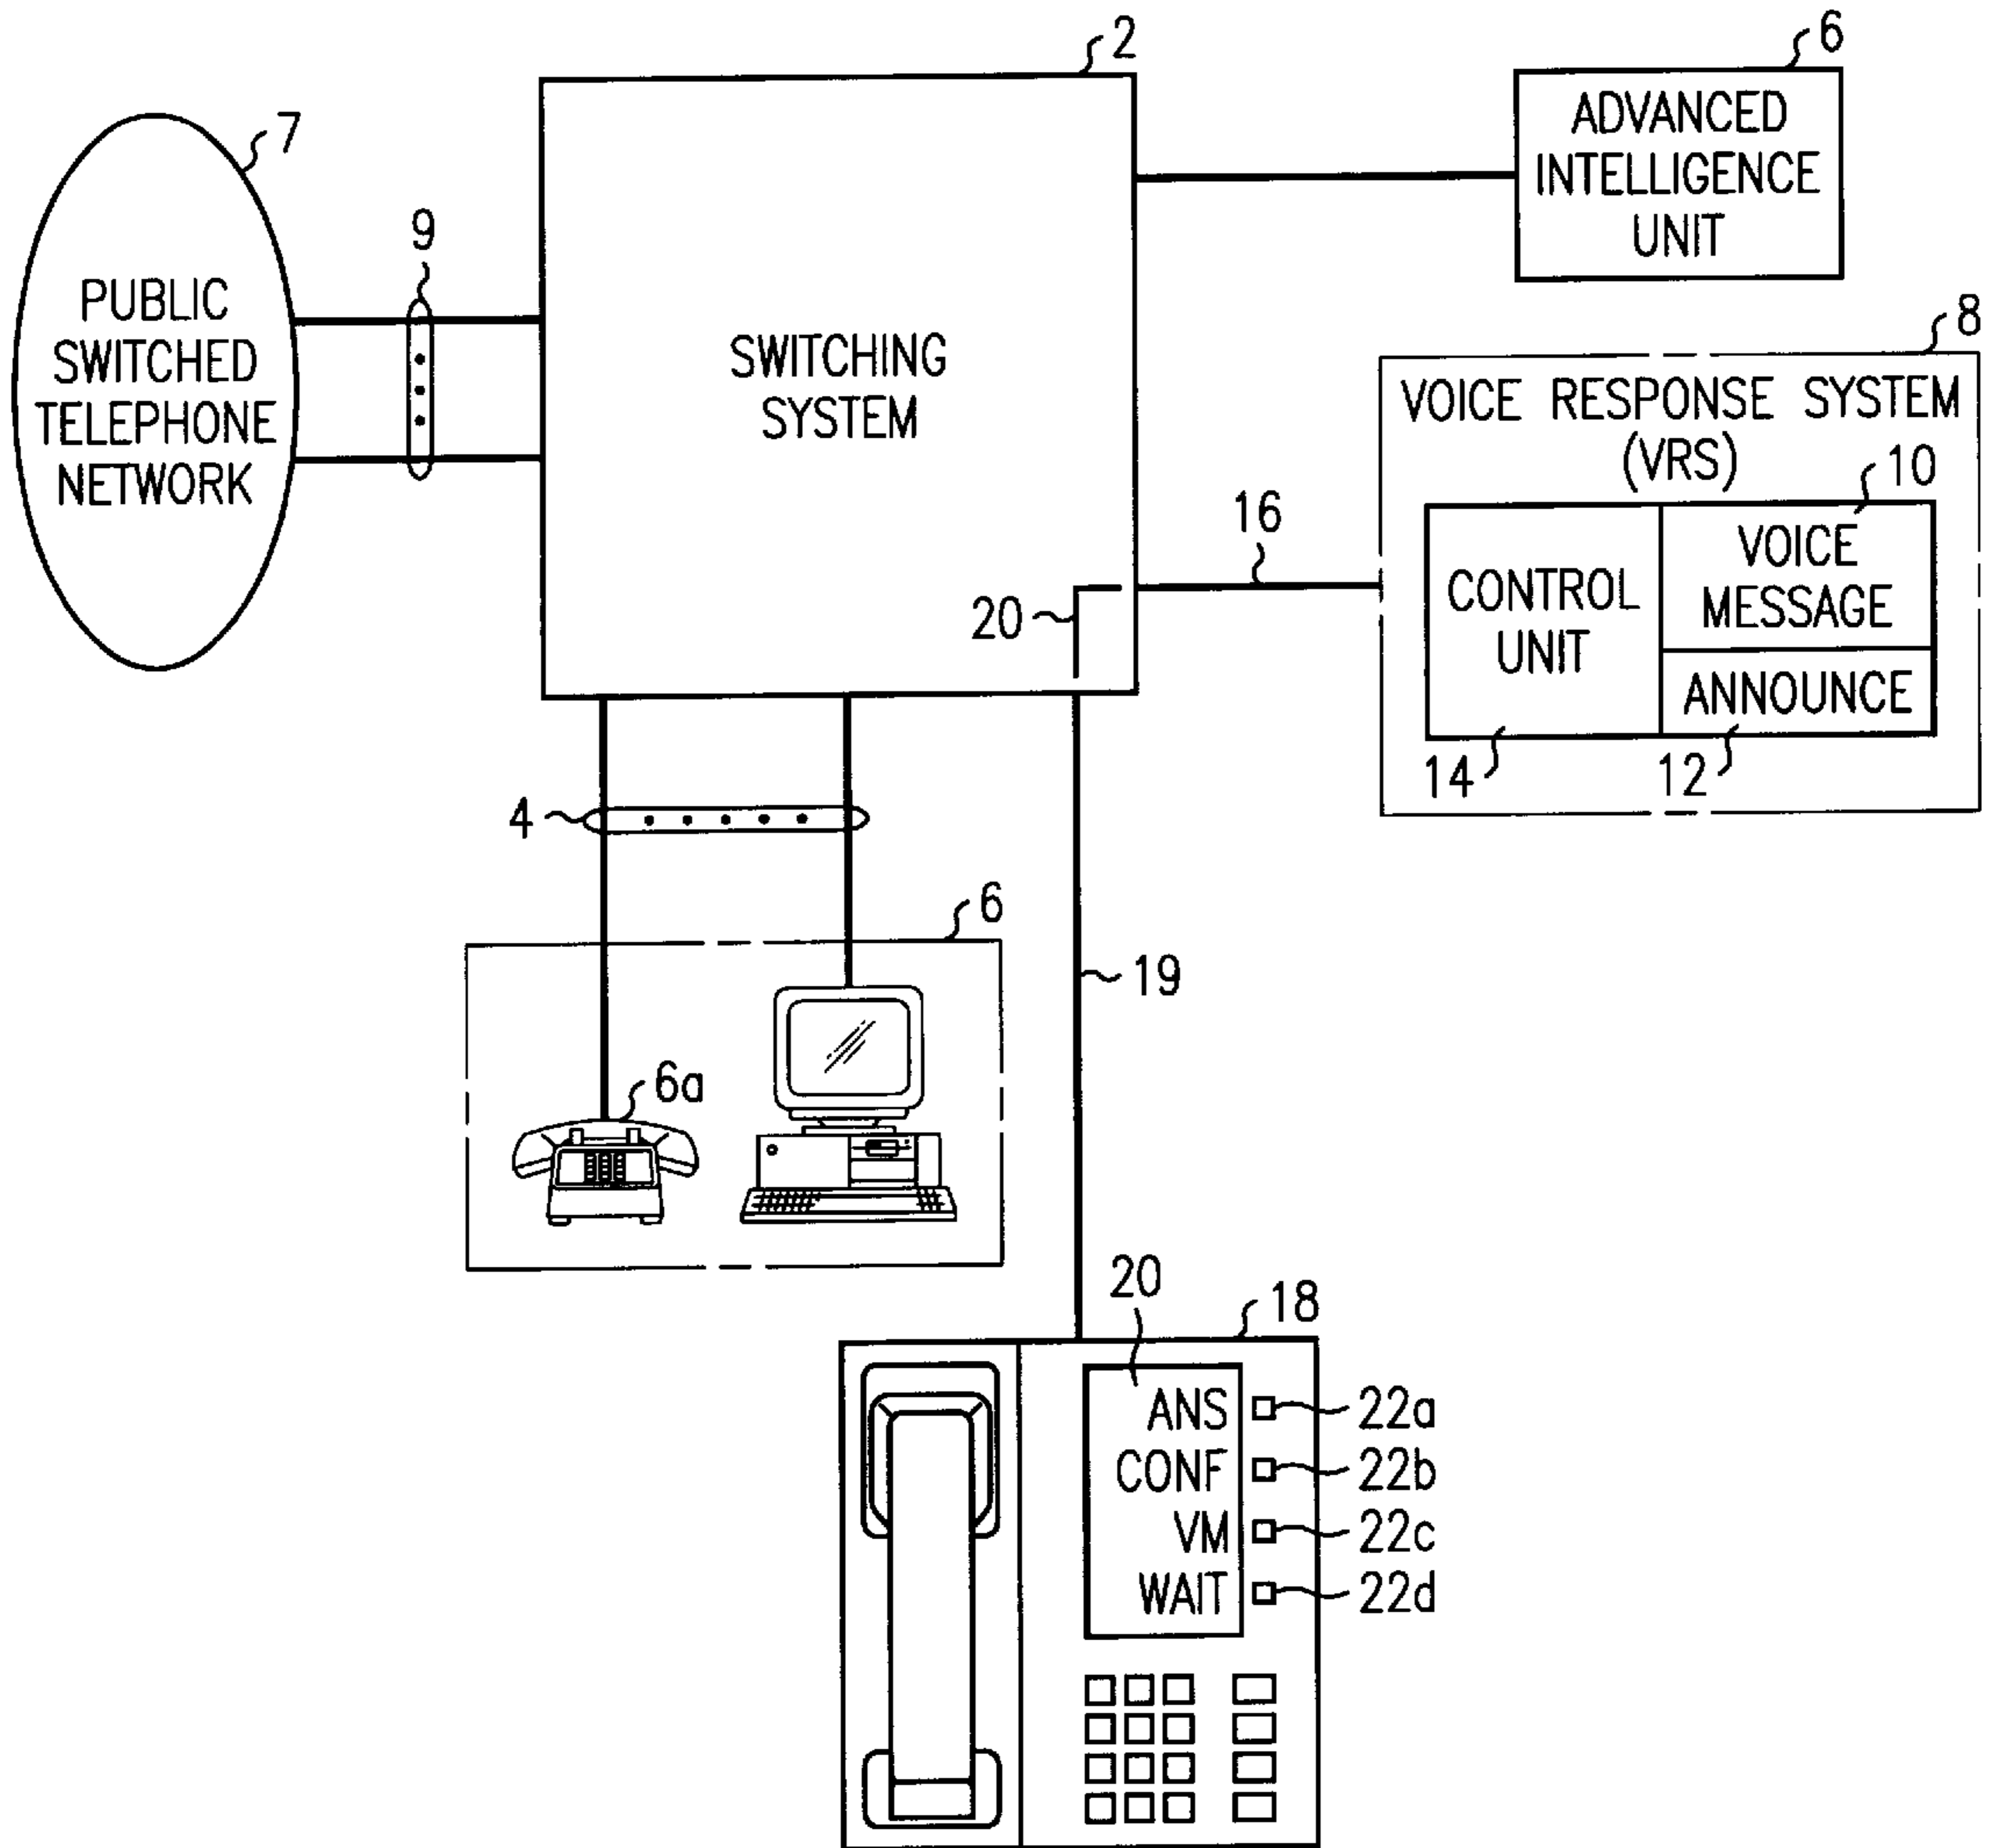 2
6
ADVANCED
INTELLIGENCE
UNIT
7
PUBLIC
SWITCHED
TELEPHONE
NETWORK
9
SWITCHING
SYSTEM
8
VOICE RESPONSE SYSTEM
(VRS)
10
CONTROL
UNIT
VOICE
MESSAGE
ANNOUNCE
14
12
16
20
4
6
6a
19
20
18
ANS
22a
CONF
22b
VM
22c
WAIT
22d